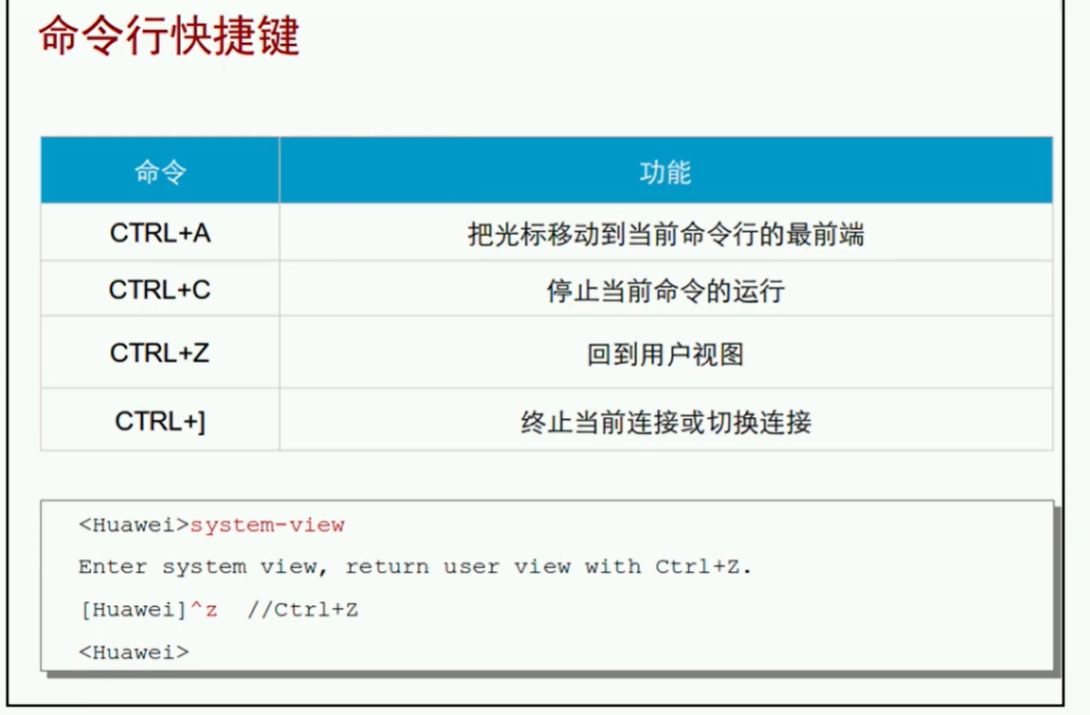 命令行快捷键
命令 功能
CTRL+A 把光标移动到当前命令行的最前端
CTRL+C 停止当前命令的运行
CTRL+Z 回到用户视图
CTRL+] 终止当前连接或切换连接
<Huawei>system-view
Enter system view, return user view with Ctrl+Z.
[Huawei]^z //Ctrl+Z
<Huawei>